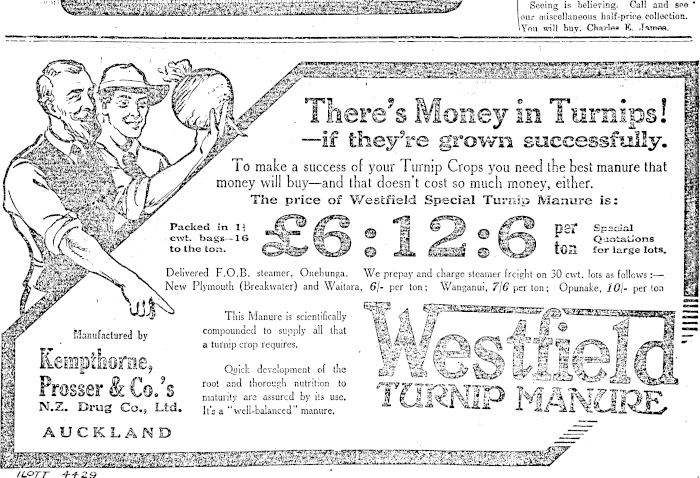 Seeing is believing. Call and see
our miscellaneous half-price collection.
You will buy. Charles E. James.
There's Money in Turnips!
—if they're grown successfully.
To make a success of your Turnip Crops you need the best manure that
money will buy—and that doesn't cost so much money, either.
The price of Westfield Special Turnip Manure is:
Packed in 1¼
cwt. bags—16
to the ton.
£6:12:6
per
ton
Special
Quotations
for large lots.
Delivered F.O.B. steamer, Onehunga. We prepay and charge steamer freight on 30 cwt. lots as follows:—
New Plymouth (Breakwater) and Waitara, 6/- per ton; Wanganui, 7/6 per ton; Opunake, 10/- per ton
Manufactured by
Kempthorne,
Prosser & Co.'s
N.Z. Drug Co., Ltd.
AUCKLAND
This Manure is scientifically
compounded to supply all that
a turnip crop requires.
Quick development of the
root and thorough nutrition to
maturity are assured by its use.
It's a "well-balanced" manure.
Westfield
TURNIP MANURE
ILOTT 4429